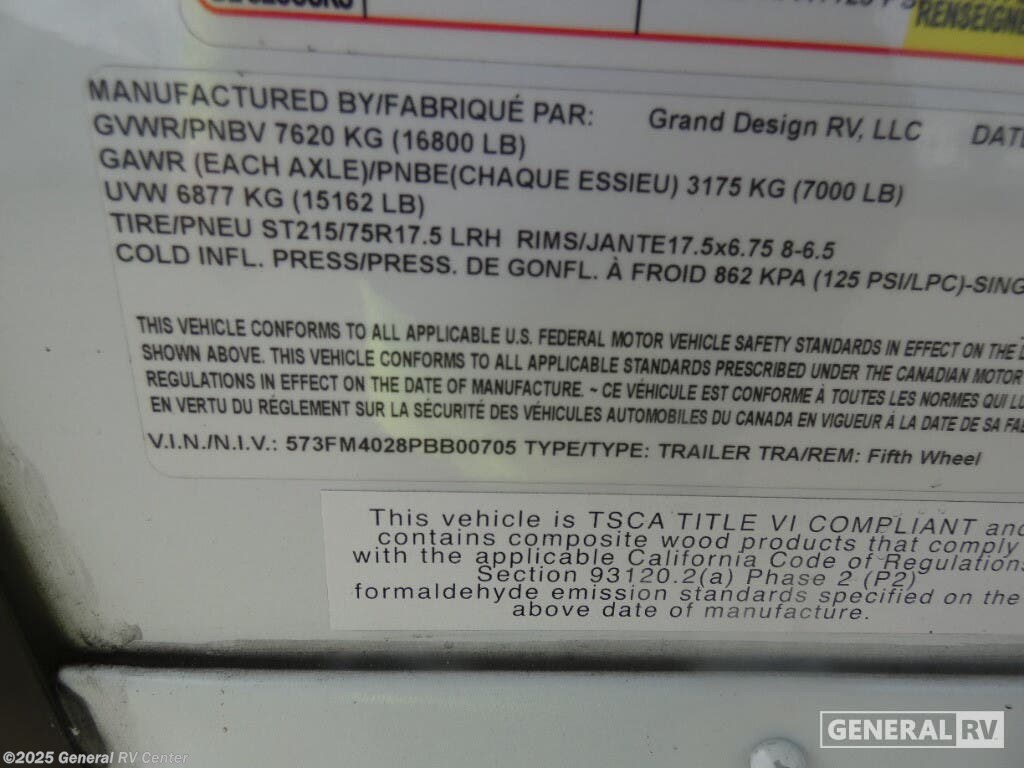 RENSEIGNE
MANUFACTURED BY/FABRIQUÉ PAR: Grand Design RV, LLC DATE
GVWR/PNBV 7620 KG (16800 LB)
GAWR (EACH AXLE)/PNBE(CHAQUE ESSIEU) 3175 KG (7000 LB)
UVW 6877 KG (15162 LB)
TIRE/PNEU ST215/75R17.5 LRH RIMS/JANTE17.5x6.75 8-6.5
COLD INFL. PRESS/PRESS. DE GONFL. À FROID 862 KPA (125 PSI/LPC)-SING
THIS VEHICLE CONFORMS TO ALL APPLICABLE U.S. FEDERAL MOTOR VEHICLE SAFETY STANDARDS IN EFFECT ON THE
SHOWN ABOVE. THIS VEHICLE CONFORMS TO ALL APPLICABLE STANDARDS PRESCRIBED UNDER THE CANADIAN MOTOR
REGULATIONS IN EFFECT ON THE DATE OF MANUFACTURE. ~ CE VÉHICULE EST CONFORME À TOUTES LES NORMES QUI LU
EN VERTU DU RÉGLEMENT SUR LA SÉCURITÉ DES VÉHICULES AUTOMOBILES DU CANADA EN VIGUEUR À LA DATE DE SA FA
V.I.N./N.I.V.: 573FM4028PBB00705 TYPE/TYPE: TRAILER TRA/REM: Fifth Wheel
This vehicle is TSCA TITLE VI COMPLIANT and
contains composite wood products that comply
with the applicable California Code of Regulations
Section 93120.2(a) Phase 2 (P2)
formaldehyde emission standards specified on the
above date of manufacture.
GENERAL RV
©2025 General RV Center